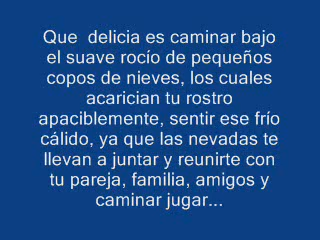 Que  delicia es caminar bajo
el suave rocío de pequeños
copos de nieves, los cuales
acarician tu rostro
apaciblemente, sentir ese frío
cálido, ya que las nevadas te
llevan a juntar y reunirte con
tu pareja, familia, amigos y
caminar jugar...